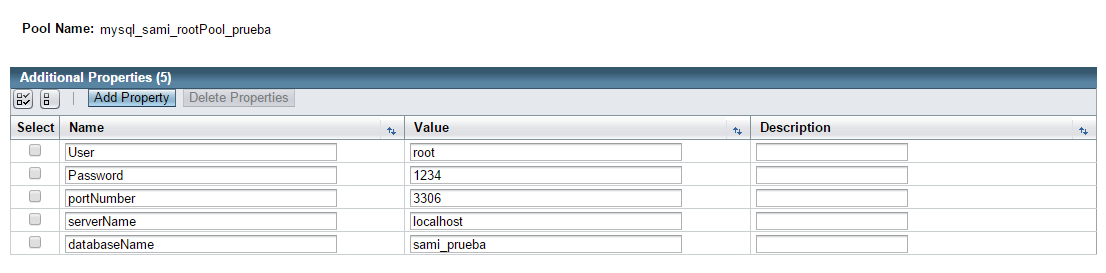 Pool Name: mysql_sami_rootPool_prueba
Additional Properties (5)
Add Property Delete Properties
Select Name Value Description
User root
Password 1234
portNumber 3306
serverName localhost
databaseName sami_prueba